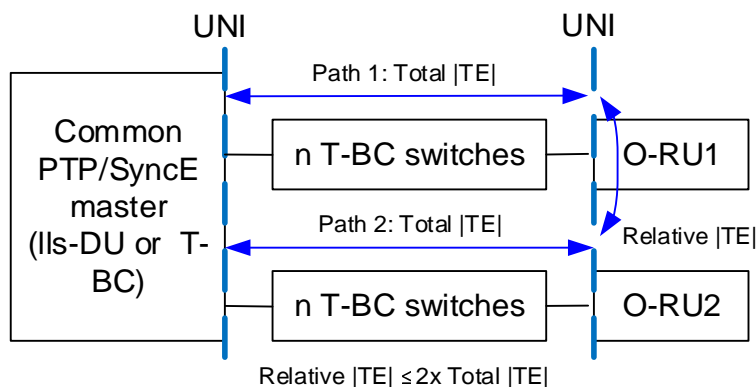 UNI
UNI
Path 1: Total |TE|
Common
PTP/SyncE
master
(lls-DU or T-
BC)
n T-BC switches
O-RU1
Path 2: Total |TE|
Relative |TE|
n T-BC switches
O-RU2
Relative |TE| ≤2x Total |TE|